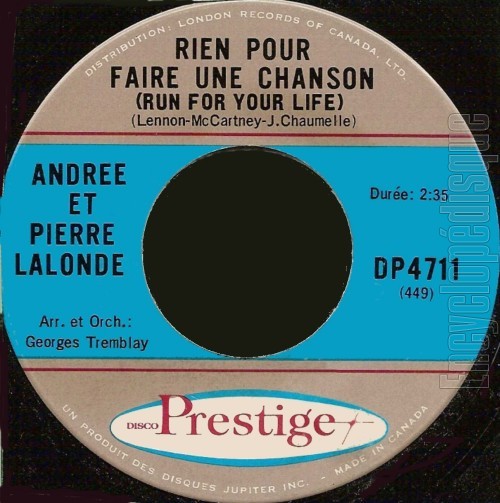 DISTRIBUTION: LONDON RECORDS OF CANADA, LTD.
RIEN POUR
FAIRE UNE CHANSON
(RUN FOR YOUR LIFE)
(Lennon-McCartney-J.Chaumelle)
ANDREE
ET
PIERRE
LALONDE
Durée: 2:35
DP4711
(449)
Arr. et Orch.:
Georges Tremblay
DISCO Prestige
UN PRODUIT DES DISQUES JUPITER INC. - MADE IN CANADA
Encyclopédisque